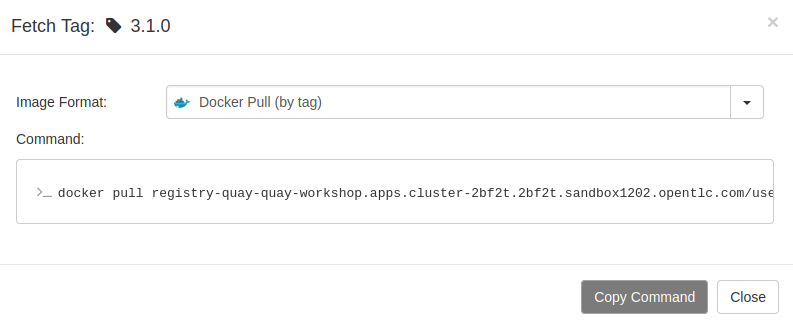 Fetch Tag: 3.1.0
×
Image Format:
Docker Pull (by tag)
Command:
docker pull registry-quay-quay-workshop.apps.cluster-2bf2t.2bf2t.sandbox1202.opentlc.com/use
Copy Command
Close